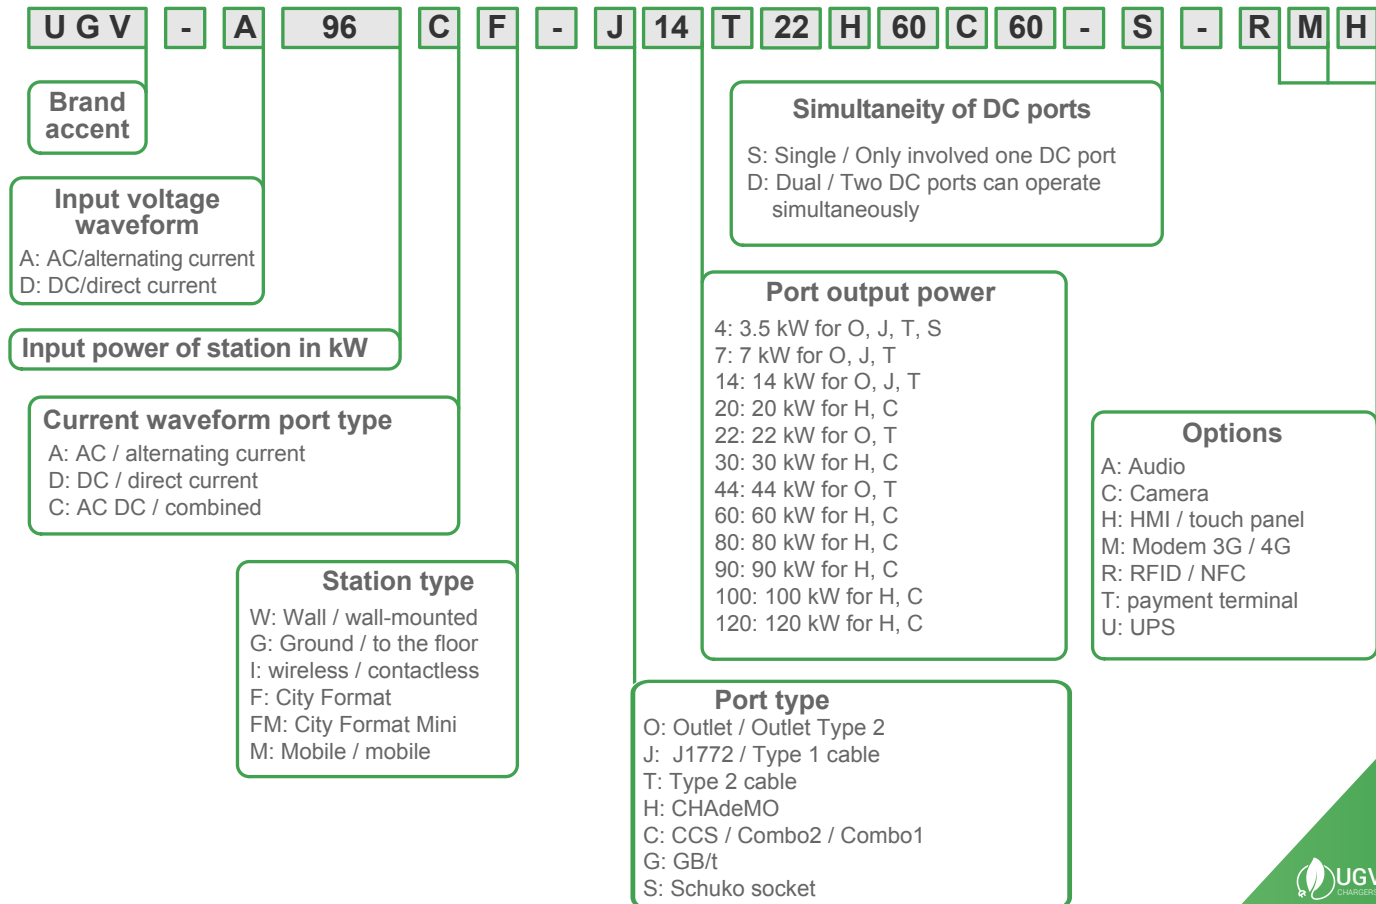 U G V - A 96 C F - J 14 T 22 H 60 C 60 - S - R M H
Brand
accent
Input voltage
waveform
A: AC/alternating current
D: DC/direct current
Input power of station in kW
Current waveform port type
A: AC / alternating current
D: DC / direct current
C: AC DC / combined
Station type
W: Wall / wall-mounted
G: Ground / to the floor
I: wireless / contactless
F: City Format
FM: City Format Mini
M: Mobile / mobile
Simultaneity of DC ports
S: Single / Only involved one DC port
D: Dual / Two DC ports can operate
simultaneously
Port output power
4: 3.5 kW for O, J, T, S
7: 7 kW for O, J, T
14: 14 kW for O, J, T
20: 20 kW for H, C
22: 22 kW for O, T
30: 30 kW for H, C
44: 44 kW for O, T
60: 60 kW for H, C
80: 80 kW for H, C
90: 90 kW for H, C
100: 100 kW for H, C
120: 120 kW for H, C
Port type
O: Outlet / Outlet Type 2
J: J1772 / Type 1 cable
T: Type 2 cable
H: CHAdeMO
C: CCS / Combo2 / Combo1
G: GB/t
S: Schuko socket
Options
A: Audio
C: Camera
H: HMI / touch panel
M: Modem 3G / 4G
R: RFID / NFC
T: payment terminal
U: UPS
UGV
CHARGERS